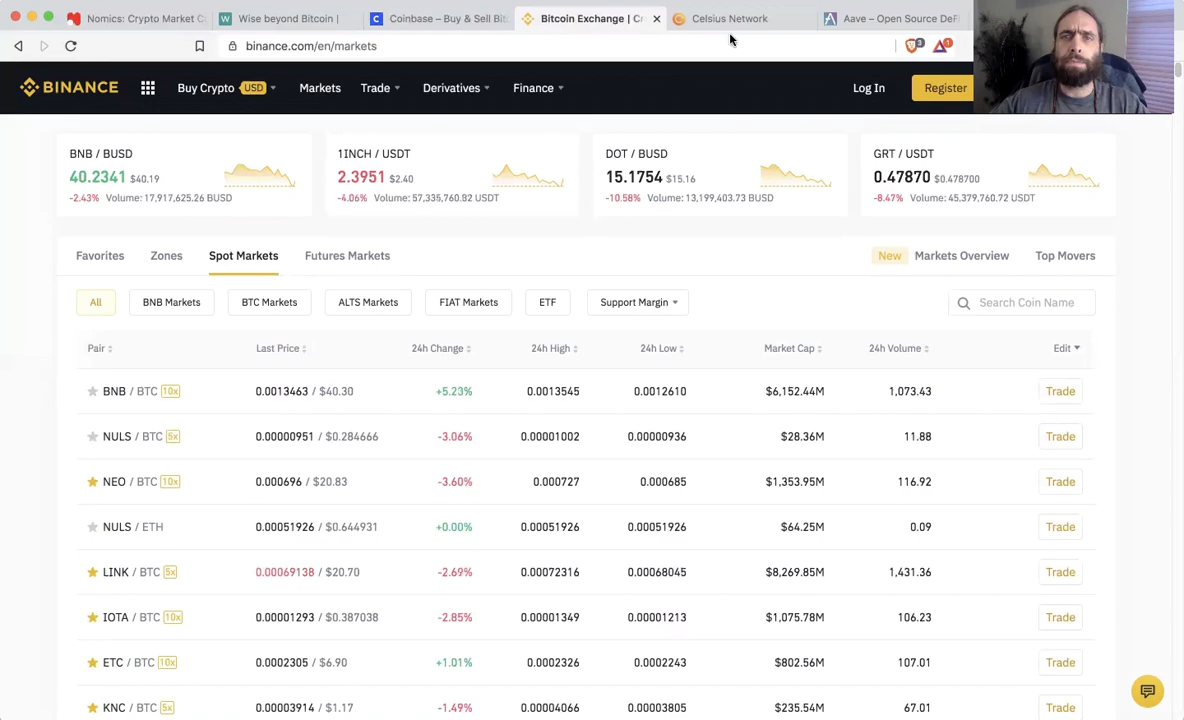 Nomics: Crypto Market C
Wise beyond Bitcoin |
Coinbase – Buy & Sell Bit
Bitcoin Exchange | Cr
Celsius Network
Aave – Open Source DeFi
binance.com/en/markets
3
1
BINANCE
Buy Crypto USD
Markets
Trade
Derivatives
Finance
Log In
Register
BNB / BUSD
40.2341 $40.19
-2.43% Volume: 17,917,625.26 BUSD
1INCH / USDT
2.3951 $2.40
-4.06% Volume: 57,335,760.82 USDT
DOT / BUSD
15.1754 $15.16
-10.58% Volume: 13,199,403.73 BUSD
GRT / USDT
0.47870 $0.478700
-8.47% Volume: 45,379,760.72 USDT
Favorites Zones Spot Markets Futures Markets New Markets Overview Top Movers
All BNB Markets BTC Markets ALTS Markets FIAT Markets ETF Support Margin Search Coin Name
Pair Last Price 24h Change 24h High 24h Low Market Cap 24h Volume Edit
BNB / BTC 10x 0.0013463 / $40.30 +5.23% 0.0013545 0.0012610 $6,152.44M 1,073.43 Trade
NULS / BTC 5x 0.00000951 / $0.284666 -3.06% 0.00001002 0.00000936 $28.36M 11.88 Trade
NEO / BTC 10x 0.000696 / $20.83 -3.60% 0.000727 0.000685 $1,353.95M 116.92 Trade
NULS / ETH 0.00051926 / $0.644931 +0.00% 0.00051926 0.00051926 $64.25M 0.09 Trade
LINK / BTC 5x 0.00069138 / $20.70 -2.69% 0.00072316 0.00068045 $8,269.85M 1,431.36 Trade
IOTA / BTC 10x 0.00001293 / $0.387038 -2.85% 0.00001349 0.00001213 $1,075.78M 106.23 Trade
ETC / BTC 10x 0.0002305 / $6.90 +1.01% 0.0002326 0.0002243 $802.56M 107.01 Trade
KNC / BTC 5x 0.00003914 / $1.17 -1.49% 0.00004066 0.00003805 $235.54M 67.01 Trade